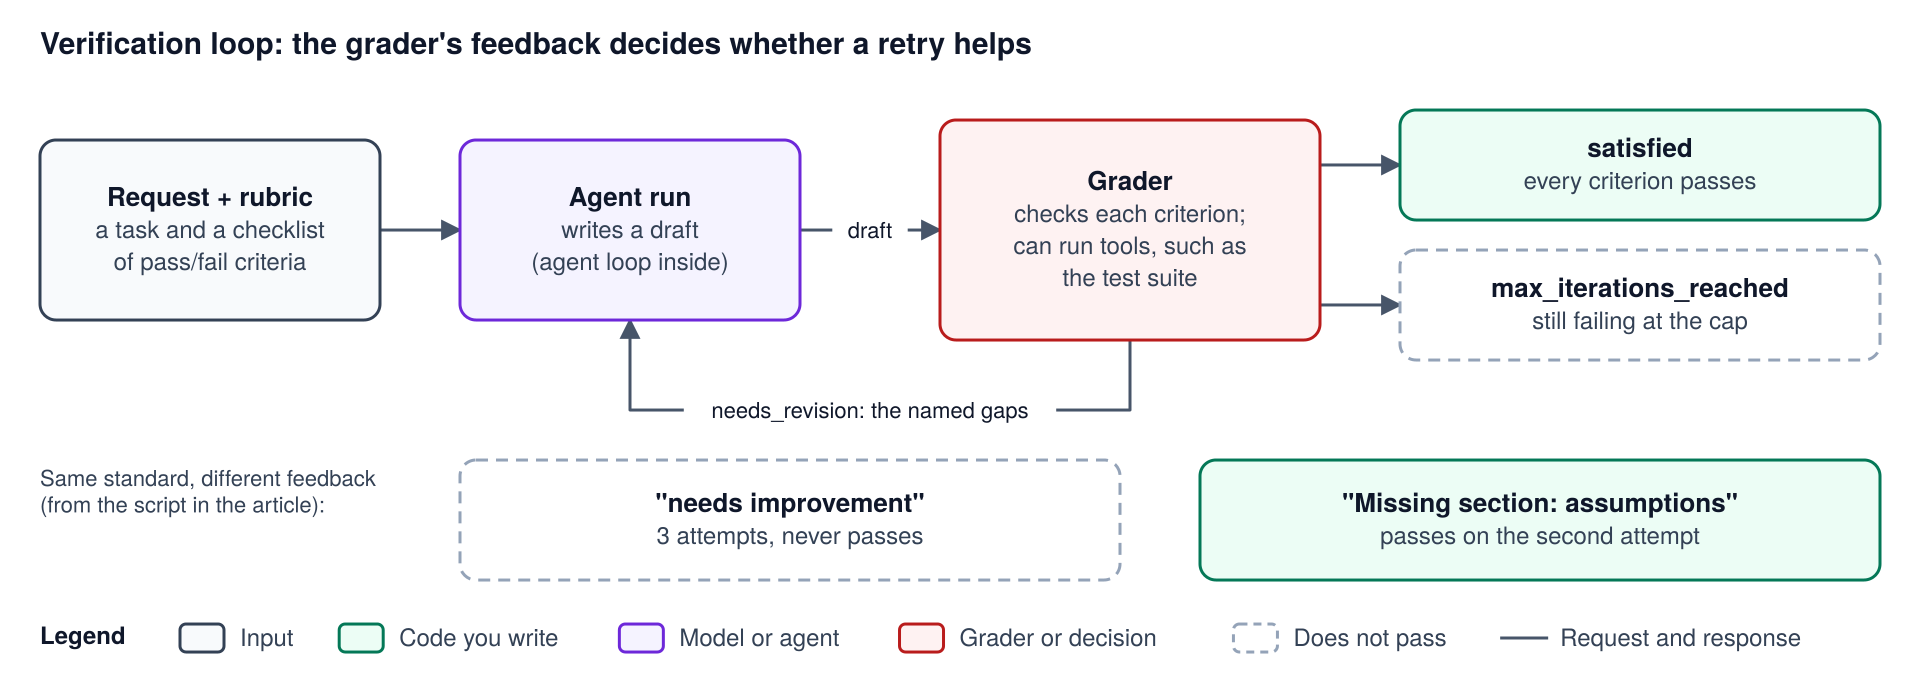 Verification loop: the grader's feedback decides whether a retry helps
Request + rubric
a task and a checklist
of pass/fail criteria
Agent run
writes a draft
(agent loop inside)
draft
Grader
checks each criterion;
can run tools, such as
the test suite
satisfied
every criterion passes
max_iterations_reached
still failing at the cap
needs_revision: the named gaps
Same standard, different feedback
(from the script in the article):
"needs improvement"
3 attempts, never passes
"Missing section: assumptions"
passes on the second attempt
Legend
Input
Code you write
Model or agent
Grader or decision
Does not pass
Request and response